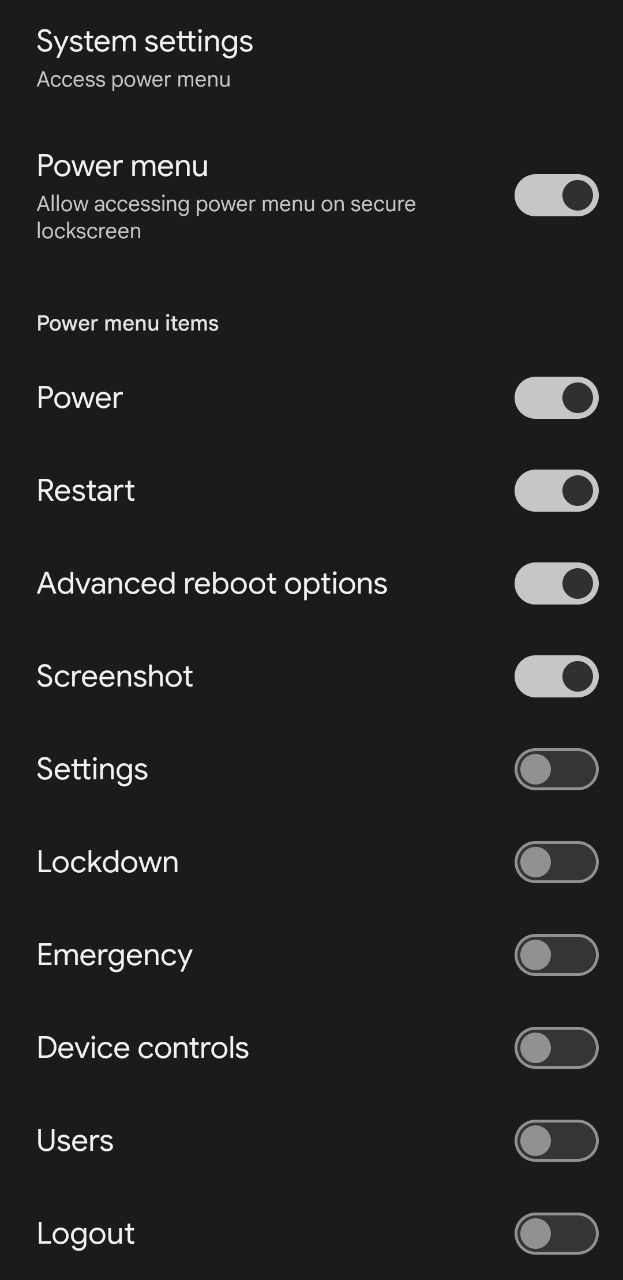 System settings
Access power menu
Power menu
Allow accessing power menu on secure
lockscreen
Power menu items
Power
Restart
Advanced reboot options
Screenshot
Settings
Lockdown
Emergency
Device controls
Users
Logout